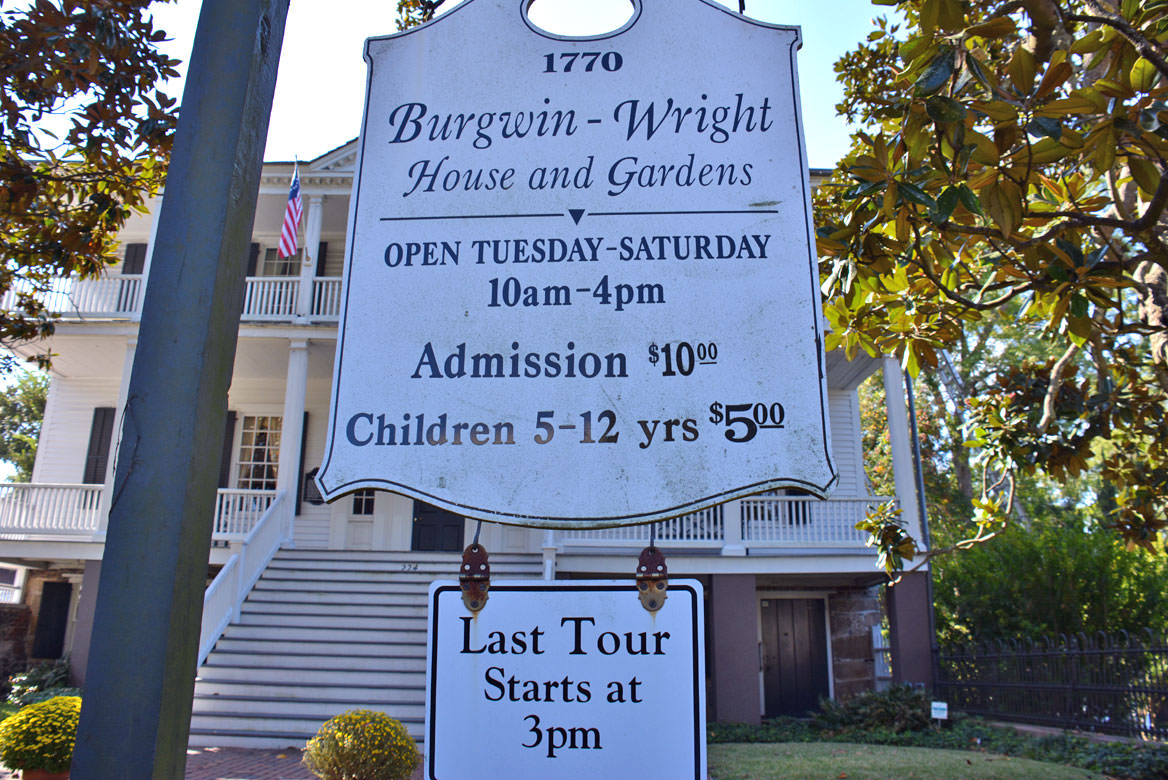 1770
Burgwin-Wright
House and Gardens
OPEN TUESDAY-SATURDAY
10am-4pm
Admission $10.00
Children 5-12 yrs $5.00
224
Last Tour
Starts at
3pm